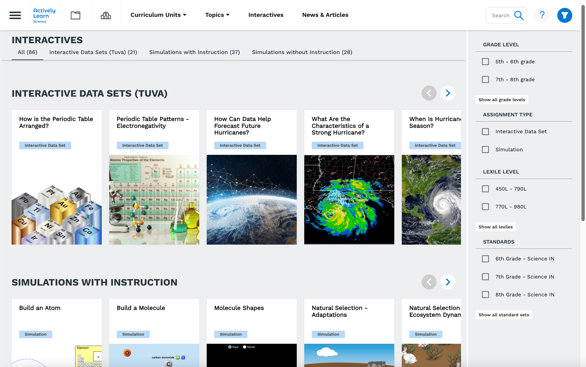 Actively
Learn
Science
Curriculum Units
Topics
Interactives
News & Articles
Search
?
INTERACTIVES
All (86)
Interactive Data Sets (Tuva) (21)
Simulations with Instruction (37)
Simulations without Instruction (28)
INTERACTIVE DATA SETS (TUVA)
How is the Periodic Table
Arranged?
Interactive Data Set
Periodic Table Patterns -
Electronegativity
Interactive Data Set
How Can Data Help
Forecast Future
Hurricanes?
Interactive Data Set
What Are the
Characteristics of a
Strong Hurricane?
Interactive Data Set
When Is Hurrican
Season?
Interactive Data Set
SIMULATIONS WITH INSTRUCTION
Build an Atom
Simulation
Build a Molecule
Simulation
Molecule Shapes
Simulation
Natural Selection -
Adaptations
Simulation
Natural Selection
Ecosystem Dynam
Simulation
GRADE LEVEL
5th - 6th grade
7th - 8th grade
Show all grade levels
ASSIGNMENT TYPE
Interactive Data Set
Simulation
LEXILE LEVEL
450L - 790L
770L - 980L
Show all lexiles
STANDARDS
6th Grade - Science IN
7th Grade - Science IN
8th Grade - Science IN
Show all standard sets